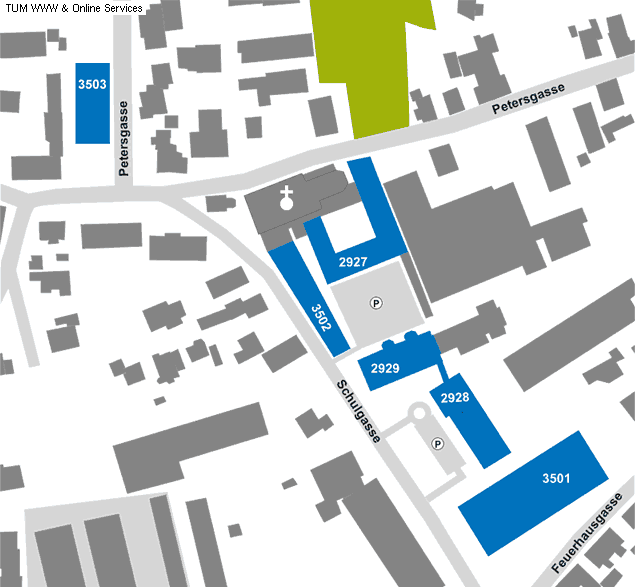 TUM WWW & Online Services
3503
Petersgasse
Petersgasse
2927
P
3502
2929
2928
Schulgasse
P
3501
Feuerhausgasse